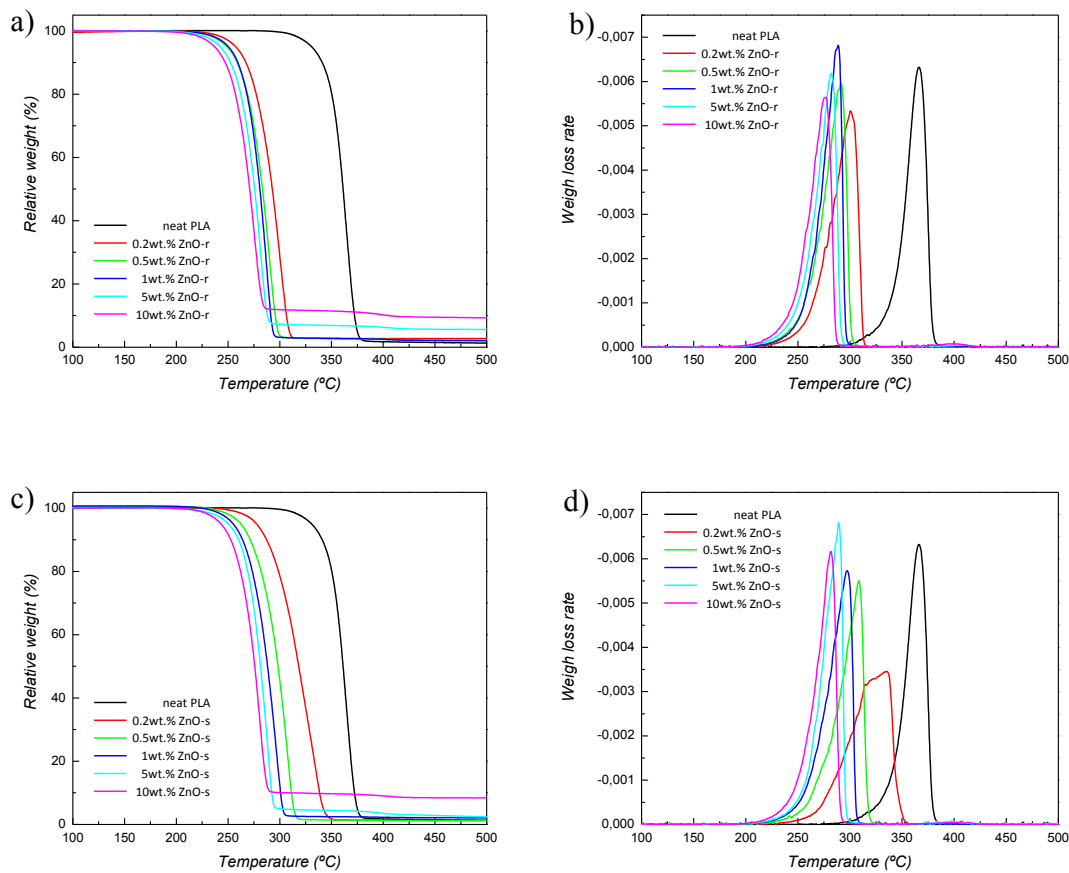 a)
Relative weight (%)
100
80
60
40
20
0
neat PLA
0.2wt.% ZnO-r
0.5wt.% ZnO-r
1wt.% ZnO-r
5wt.% ZnO-r
10wt.% ZnO-r
100 150 200 250 300 350 400 450 500
Temperature (ºC)
b)
Weigh loss rate
-0,007
-0,006
-0,005
-0,004
-0,003
-0,002
-0,001
0,000
neat PLA
0.2wt.% ZnO-r
0.5wt.% ZnO-r
1wt.% ZnO-r
5wt.% ZnO-r
10wt.% ZnO-r
100 150 200 250 300 350 400 450 500
Temperature (ºC)
c)
Relative weight (%)
100
80
60
40
20
0
neat PLA
0.2wt.% ZnO-s
0.5wt.% ZnO-s
1wt.% ZnO-s
5wt.% ZnO-s
10wt.% ZnO-s
100 150 200 250 300 350 400 450 500
Temperature (ºC)
d)
Weigh loss rate
-0,007
-0,006
-0,005
-0,004
-0,003
-0,002
-0,001
0,000
neat PLA
0.2wt.% ZnO-s
0.5wt.% ZnO-s
1wt.% ZnO-s
5wt.% ZnO-s
10wt.% ZnO-s
100 150 200 250 300 350 400 450 500
Temperature (ºC)